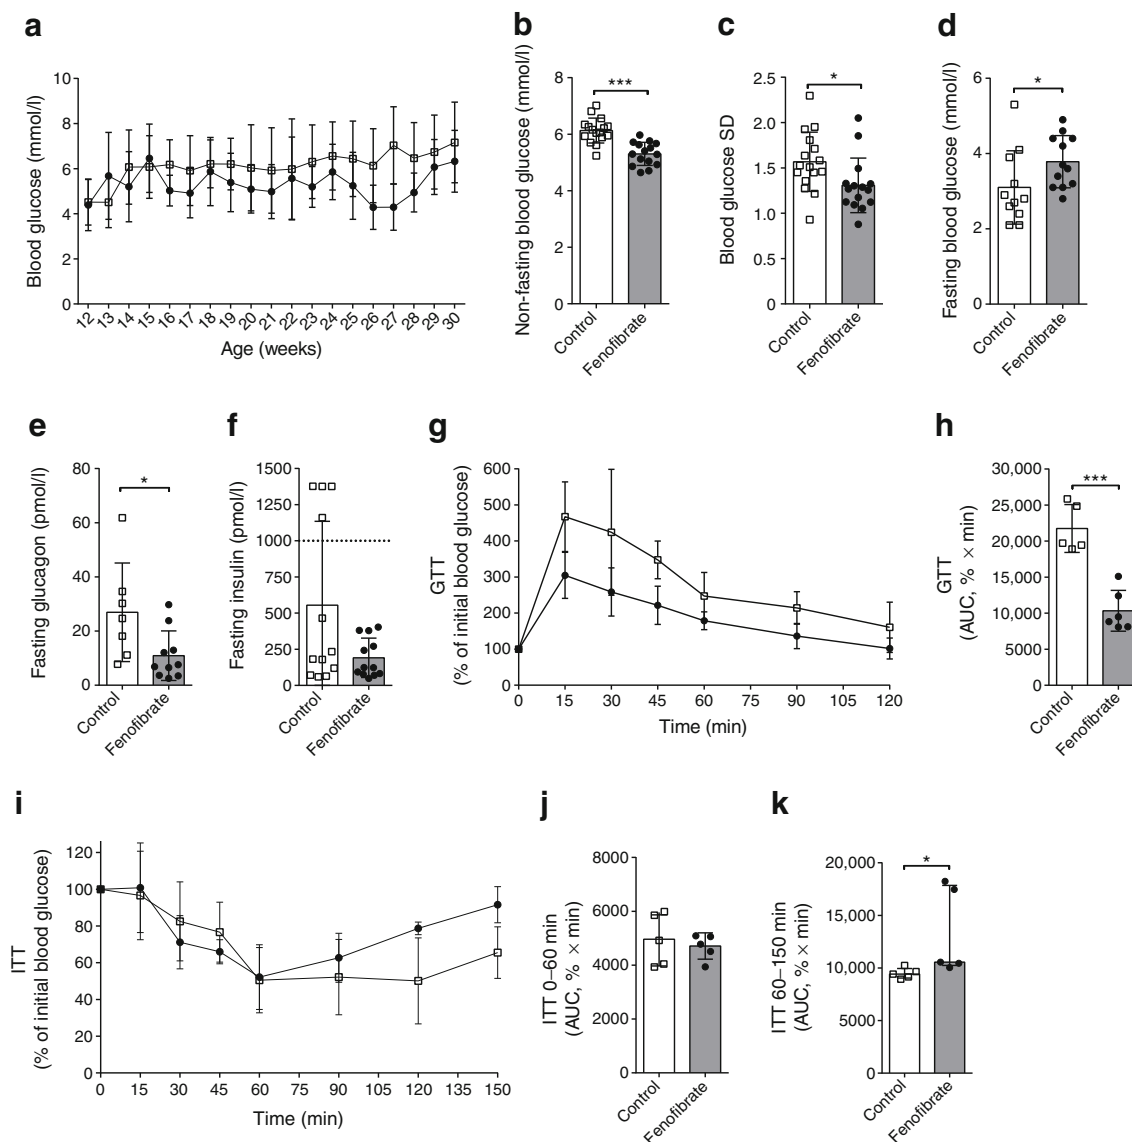 a
Blood glucose (mmol/l)
10
8
6
4
2
0
12 13 14 15 16 17 18 19 20 21 22 23 24 25 26 27 28 29 30
Age (weeks)
b
Non-fasting blood glucose (mmol/l)
8
6
4
2
0
***
Control
Fenofibrate
c
Blood glucose SD
2.5
2.0
1.5
1.0
0.5
0
*
Control
Fenofibrate
d
Fasting blood glucose (mmol/l)
6
4
2
0
*
Control
Fenofibrate
e
Fasting glucagon (pmol/l)
80
60
40
20
0
*
Control
Fenofibrate
f
Fasting insulin (pmol/l)
1500
1250
1000
750
500
250
0
Control
Fenofibrate
g
GTT
(% of initial blood glucose)
600
500
400
300
200
100
0
0 15 30 45 60 75 90 105 120
Time (min)
h
GTT
(AUC, % × min)
30,000
25,000
20,000
15,000
10,000
5000
0
***
Control
Fenofibrate
i
ITT
(% of initial blood glucose)
120
100
80
60
40
20
0
0 15 30 45 60 75 90 105 120 135 150
Time (min)
j
ITT 0–60 min
(AUC, % × min)
8000
6000
4000
2000
0
Control
Fenofibrate
k
ITT 60–150 min
(AUC, % × min)
20,000
15,000
10,000
5000
0
*
Control
Fenofibrate